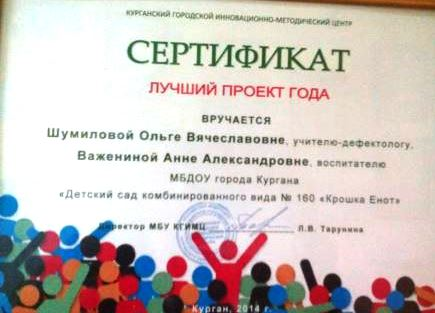 КУРГАНСКИЙ ГОРОДСКОЙ ИННОВАЦИОННО-МЕТОДИЧЕСКИЙ ЦЕНТР
СЕРТИФИКАТ
ЛУЧШИЙ ПРОЕКТ ГОДА
ВРУЧАЕТСЯ
Шумиловой Ольге Вячеславовне, учителю-дефектологу,
Важениной Анне Александровне, воспитателю
МБДОУ города Кургана
«Детский сад комбинированного вида № 160 «Крошка Енот»
Директор МБУ КГИМЦ Л.В. Тарунина
Курган, 2014 г.